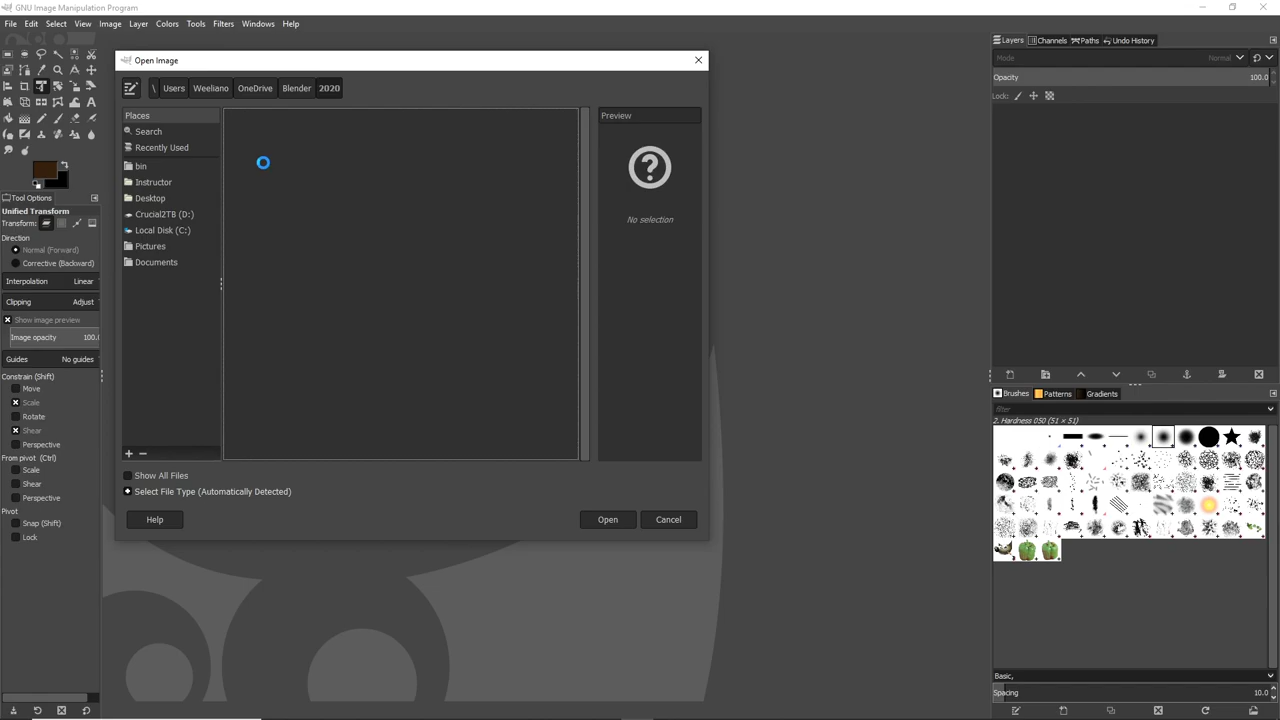 GNU Image Manipulation Program
File Edit Select View Image Layer Colors Tools Filters Windows Help
Open Image
\ Users Weeliano OneDrive Blender 2020
Places
Search
Recently Used
bin
Instructor
Desktop
Crucial2TB (D:)
Local Disk (C:)
Pictures
Documents
Preview
No selection
Show All Files
Select File Type (Automatically Detected)
Help
Open
Cancel
Tool Options
Unified Transform
Transform:
Direction
Normal (Forward)
Corrective (Backward)
Interpolation Linear
Clipping Adjust
Show image preview
Image opacity 100.
Guides No guides
Constrain (Shift)
Move
Scale
Rotate
Shear
Perspective
From pivot (Ctrl)
Scale
Shear
Perspective
Pivot
Snap (Shift)
Lock
Layers Channels Paths Undo History
Mode Normal
Opacity 100.0
Lock:
Brushes Patterns Gradients
filter
2. Hardness 050 (51 × 51)
Basic,
Spacing 10.0